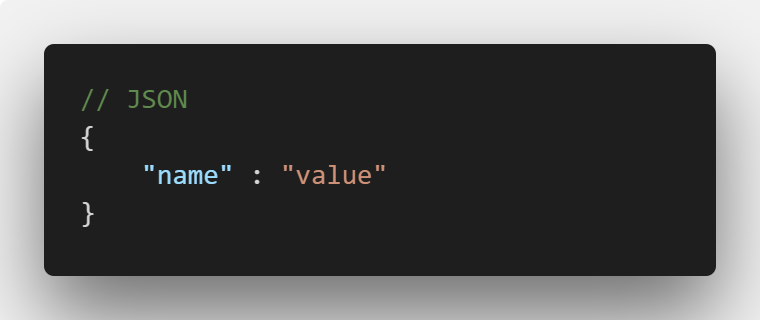 // JSON
{
    "name" : "value"
}